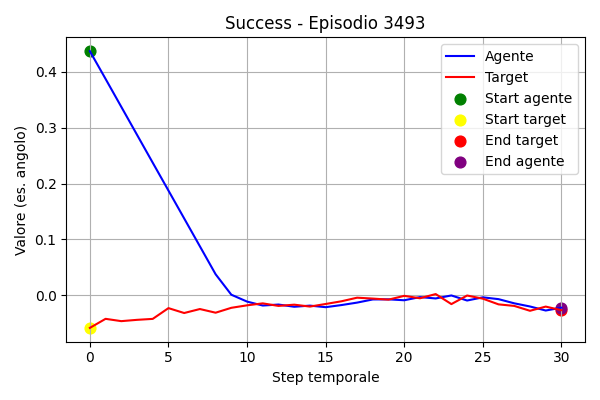 Success - Episodio 3493
Valore (es. angolo)
0.4
0.3
0.2
0.1
0.0
Agente
Target
Start agente
Start target
End target
End agente
0 5 10 15 20 25 30
Step temporale